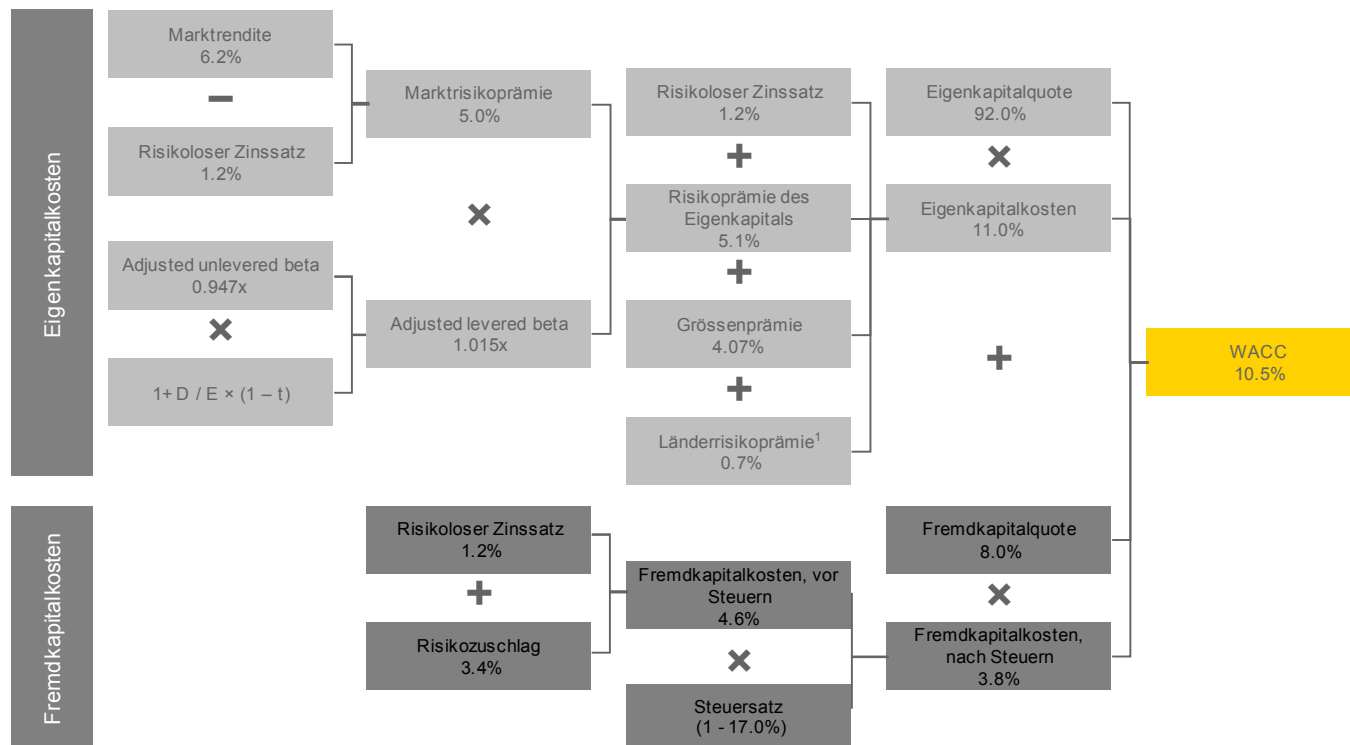 Eigenkapitalkosten
Marktrendite
6.2%
−
Risikoloser Zinssatz
1.2%
Adjusted unlevered beta
0.947x
×
1+ D / E × (1 – t)
Marktrisikoprämie
5.0%
×
Adjusted levered beta
1.015x
Risikoloser Zinssatz
1.2%
+
Risikoprämie des
Eigenkapitals
5.1%
+
Grössenprämie
4.07%
+
Länderrisikoprämie¹
0.7%
Eigenkapitalquote
92.0%
×
Eigenkapitalkosten
11.0%
+
WACC
10.5%
Fremdkapitalkosten
Risikoloser Zinssatz
1.2%
+
Risikozuschlag
3.4%
Fremdkapitalkosten, vor
Steuern
4.6%
×
Steuersatz
(1 - 17.0%)
Fremdkapitalquote
8.0%
×
Fremdkapitalkosten,
nach Steuern
3.8%